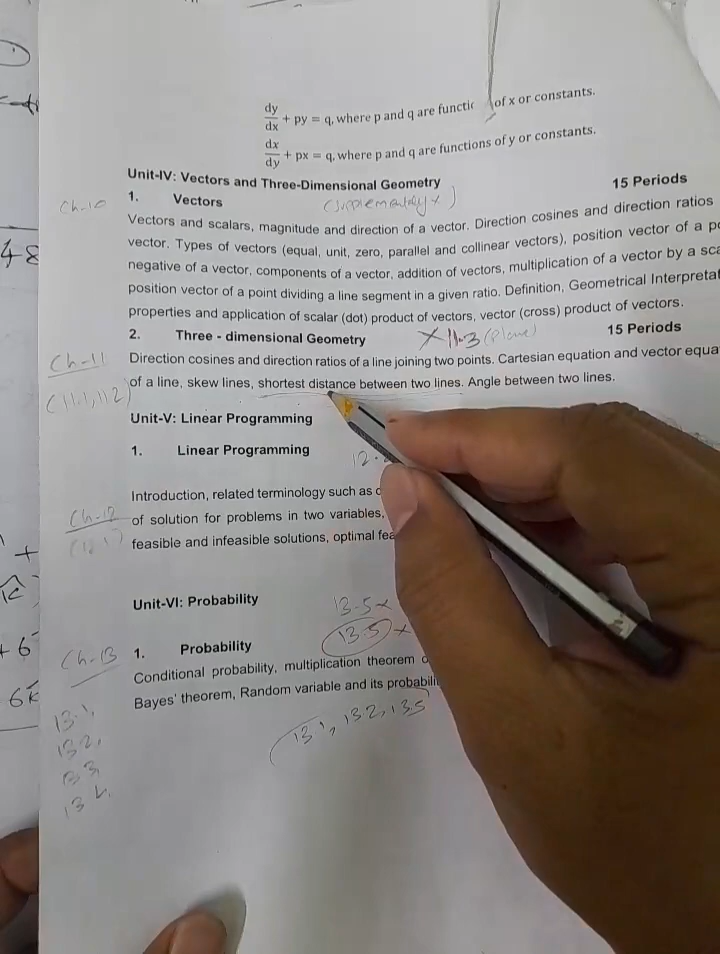 dy/dx + py = q, where p and q are functio of x or constants.
dx/dy + px = q, where p and q are functions of y or constants.
Unit-IV: Vectors and Three-Dimensional Geometry
Ch-10 1. Vectors (supplementary x) 15 Periods
Vectors and scalars, magnitude and direction of a vector. Direction cosines and direction ratios
vector. Types of vectors (equal, unit, zero, parallel and collinear vectors), position vector of a
negative of a vector, components of a vector, addition of vectors, multiplication of a vector by a
position vector of a point dividing a line segment in a given ratio. Definition, Geometrical
properties and application of scalar (dot) product of vectors, vector (cross) product of vectors.
2. Three - dimensional Geometry X 11.3 (Plane) 15 Periods
Ch-11 Direction cosines and direction ratios of a line joining two points. Cartesian equation and vector equa
(11.1, 11.2) of a line, skew lines, shortest distance between two lines. Angle between two lines.
Unit-V: Linear Programming
1. Linear Programming
Introduction, related terminology such as
Ch-12 of solution for problems in two variables,
(12.1) feasible and infeasible solutions, optimal
48
Unit-VI: Probability
13.5 x
13.5 x
Ch-13 1. Probability
Conditional probability, multiplication theorem
Bayes' theorem, Random variable and its
13.1, 13.2, 13.5
13.1,
13.2,
13.3,